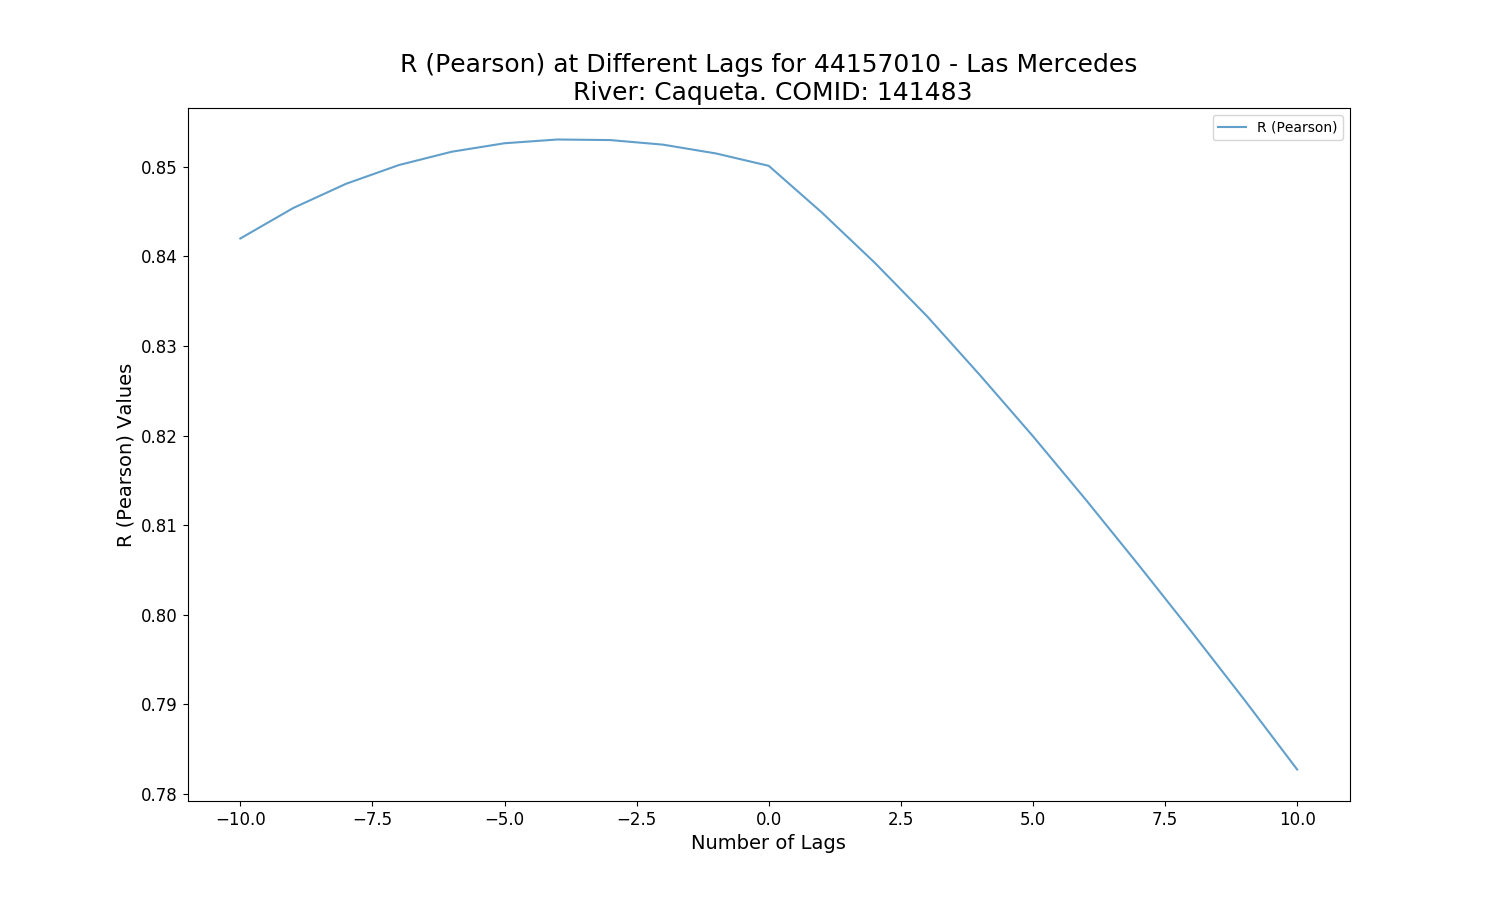 R (Pearson) at Different Lags for 44157010 - Las Mercedes
River: Caqueta. COMID: 141483
R (Pearson)
0.85
0.84
0.83
0.82
0.81
0.80
0.79
0.78
R (Pearson) Values
−10.0 −7.5 −5.0 −2.5 0.0 2.5 5.0 7.5 10.0
Number of Lags